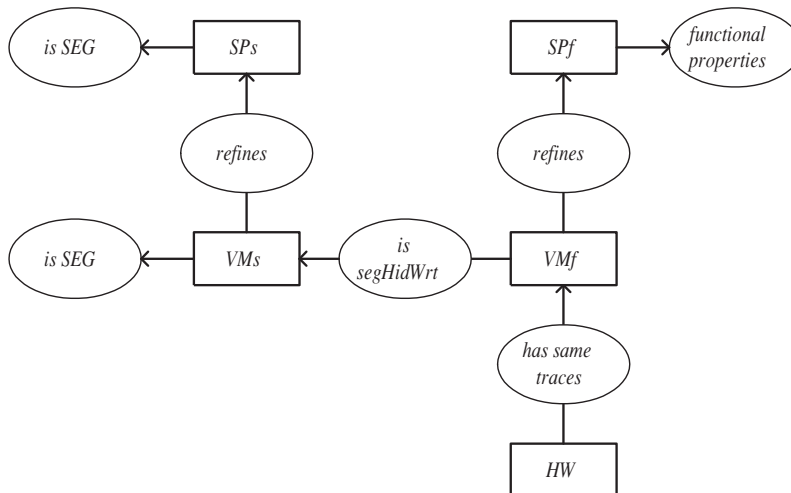 is SEG
SPs
SPf
functional
properties
refines
refines
is SEG
VMs
is
segHidWrt
VMf
has same
traces
HW